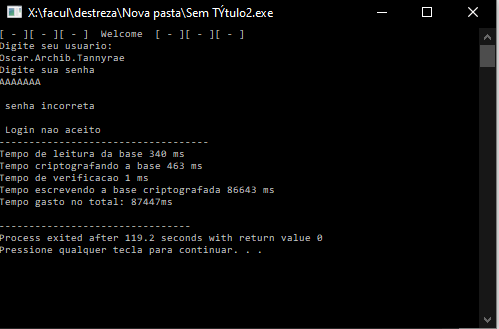 X:\facul\destreza\Nova pasta\Sem TÝtulo2.exe
[ - ][ - ][ - ]  Welcome  [ - ][ - ][ - ]
Digite seu usuario:
Oscar.Archib.Tannyrae
Digite sua senha
AAAAAAA
senha incorreta
Login nao aceito
-----------------------------------
Tempo de leitura da base 340 ms
Tempo criptografando a base 463 ms
Tempo de verificacao 1 ms
Tempo escrevendo a base criptografada 86643 ms
Tempo gasto no total: 87447ms
--------------------------------
Process exited after 119.2 seconds with return value 0
Pressione qualquer tecla para continuar. . .